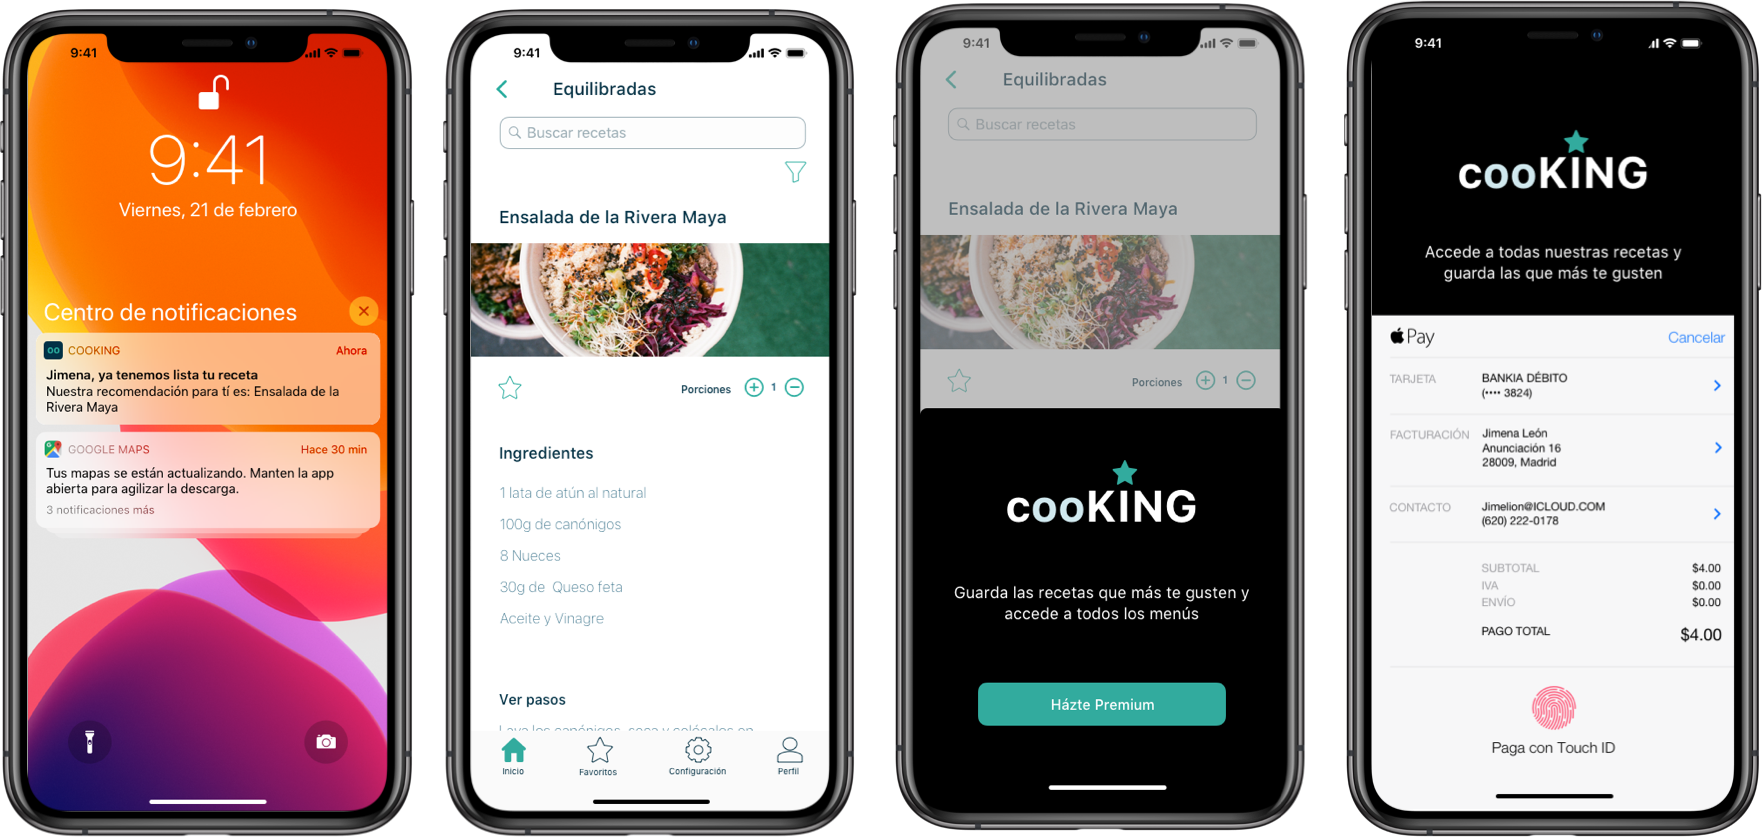 9:41
9:41
Viernes, 21 de febrero
Centro de notificaciones
COOKING
Ahora
Jimena, ya tenemos lista tu receta
Nuestra recomendación para tí es: Ensalada de la
Rivera Maya
GOOGLE MAPS
Hace 30 min
Tus mapas se están actualizando. Manten la app
abierta para agilizar la descarga.
3 notificaciones más
9:41
Equilibradas
Buscar recetas
Ensalada de la Rivera Maya
Porciones
1
Ingredientes
1 lata de atún al natural
100g de canónigos
8 Nueces
30g de Queso feta
Aceite y Vinagre
Ver pasos
Lava los canónigos, seca y colócalos en
Inicio
Favoritos
Configuración
Perfil
9:41
Equilibradas
Buscar recetas
Ensalada de la Rivera Maya
Porciones
1
cooKING
Guarda las recetas que más te gusten y
accede a todos los menús
Házte Premium
9:41
cooKING
Accede a todas nuestras recetas y
guarda las que más te gusten
Pay
Cancelar
TARJETA
BANKIA DÉBITO
(•••• 3824)
FACTURACIÓN
Jimena León
Anunciación 16
28009, Madrid
CONTACTO
Jimelion@ICLOUD.COM
(620) 222-0178
SUBTOTAL
$4.00
IVA
$0.00
ENVÍO
$0.00
PAGO TOTAL
$4.00
Paga con Touch ID